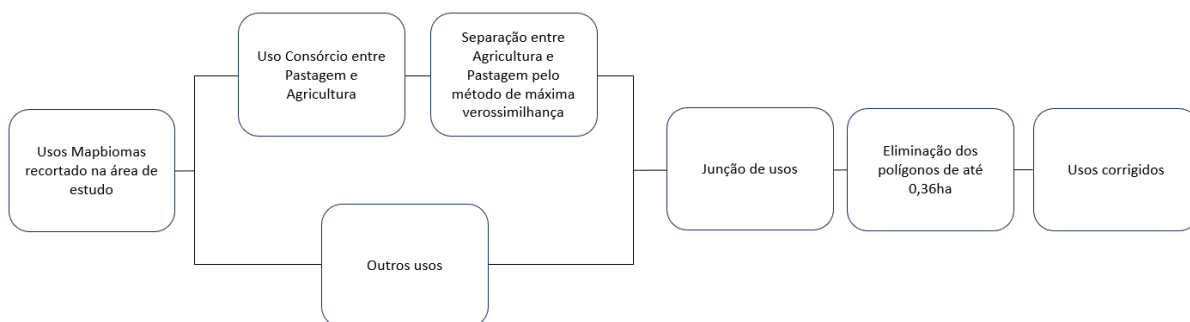 Usos Mapbiomas
recortado na área de
estudo
Uso Consórcio entre
Pastagem e
Agricultura
Separação entre
Agricultura e
Pastagem pelo
método de máxima
verossimilhança
Outros usos
Junção de usos
Eliminação dos
polígonos de até
0,36ha
Usos corrigidos